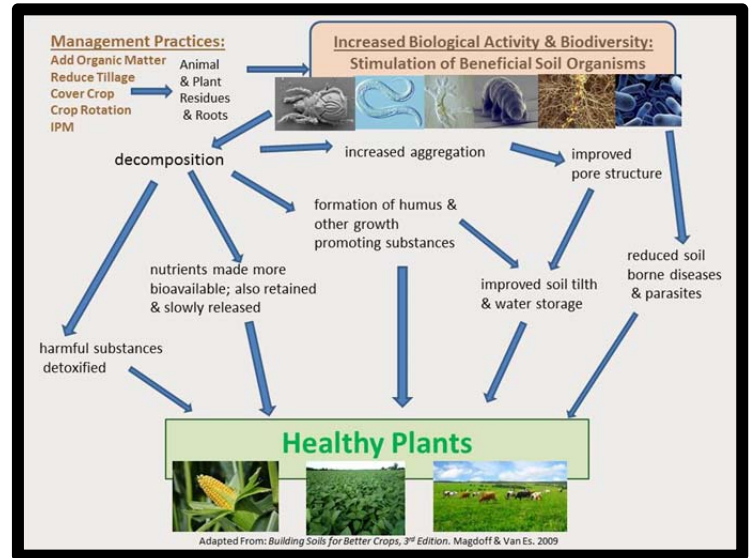 Management Practices:
Add Organic Matter
Reduce Tillage
Cover Crop
Crop Rotation
IPM
Animal
& Plant
Residues
& Roots
Increased Biological Activity & Biodiversity:
Stimulation of Beneficial Soil Organisms
decomposition
increased aggregation
improved
pore structure
formation of humus &
other growth
promoting substances
nutrients made more
bioavailable; also retained
& slowly released
improved soil tilth
& water storage
reduced soil
borne diseases
& parasites
harmful substances
detoxified
Healthy Plants
Adapted From: Building Soils for Better Crops, 3rd Edition. Magdoff & Van Es. 2009